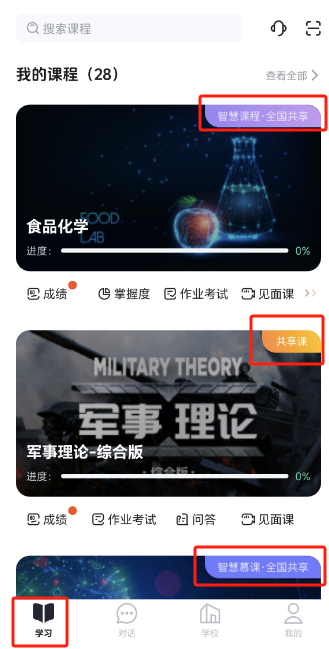 搜索课程
我的课程（28）
查看全部
智慧课程·全国共享
FOOD
LAB
食品化学
进度：
0%
成绩
掌握度
作业考试
见面课
共享课
MILITARY THEORY
军事 理论
军事理论-综合版
·综合版·
进度：
0%
成绩
作业考试
问答
见面课
智慧慕课·全国共享
学习
对话
学校
我的